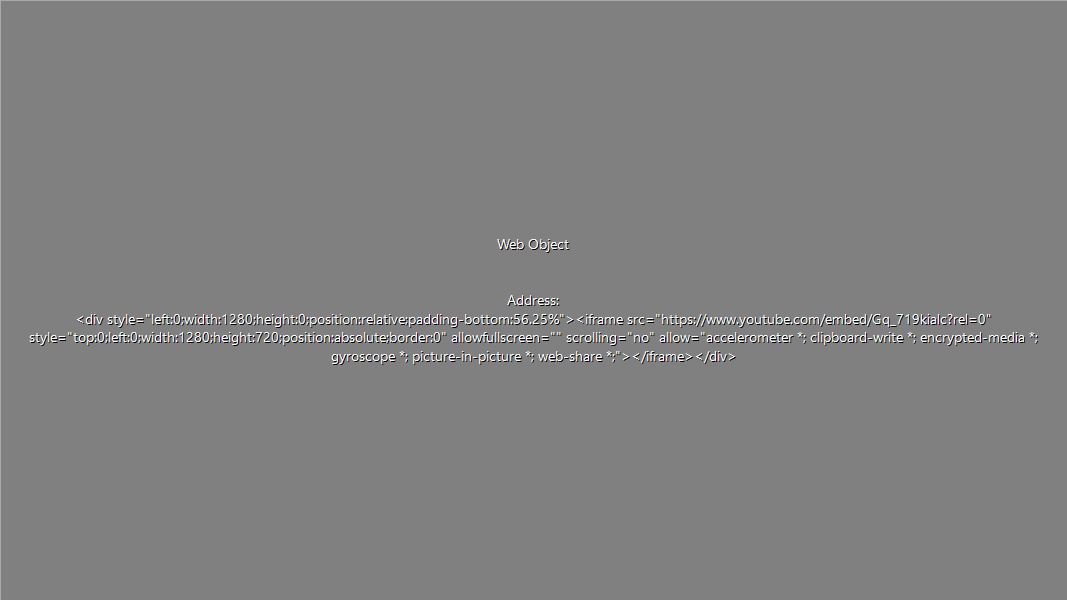 Web Object
Address:
<div style="left:0;width:1280;height:0;position:relative;padding-bottom:56.25%"><iframe src="https://www.youtube.com/embed/Gq_719kialc?rel=0"
style="top:0;left:0;width:1280;height:720;position:absolute;border:0" allowfullscreen="" scrolling="no" allow="accelerometer *; clipboard-write *; encrypted-media *;
gyroscope *; picture-in-picture *; web-share *;"></iframe></div>